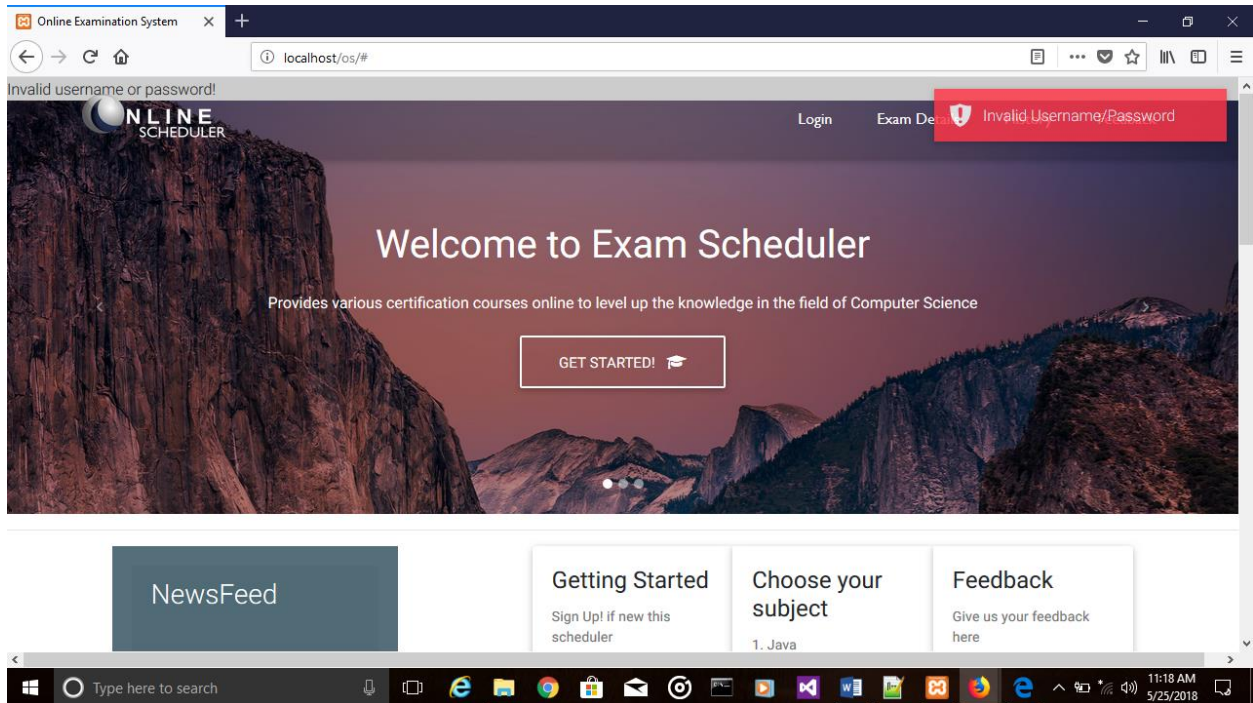 Online Examination System
localhost/os/#
Invalid username or password!
NLINE
SCHEDULER
Login
Exam De
Invalid Username/Password
Welcome to Exam Scheduler
Provides various certification courses online to level up the knowledge in the field of Computer Science
GET STARTED!
NewsFeed
Getting Started
Sign Up! if new this
scheduler
Choose your
subject
1. Java
Feedback
Give us your feedback
here
Type here to search
11:18 AM
5/25/2018